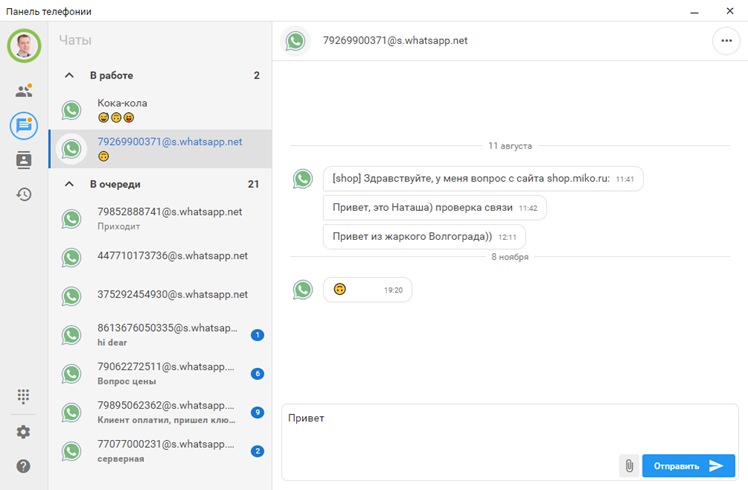 Панель телефонии
Чаты
В работе 2
Кока-кола
😅🙃😛
79269900371@s.whatsapp.net
🙃
В очереди 21
79852888741@s.whatsapp.net
Приходит
447710173736@s.whatsapp.net
375292454930@s.whatsapp.net
8613676050335@s.whatsap... 1
hi dear
79062272511@s.whatsapp.... 6
Вопрос цены
79895062362@s.whatsapp.... 9
Клиент оплатил, пришел клю...
77077000231@s.whatsapp.... 2
серверная
79269900371@s.whatsapp.net
11 августа
[shop] Здравствуйте, у меня вопрос с сайта shop.miko.ru: 11:41
Привет, это Наташа) проверка связи 11:42
Привет из жаркого Волгограда)) 12:11
8 ноября
🙃 19:20
Привет
Отправить